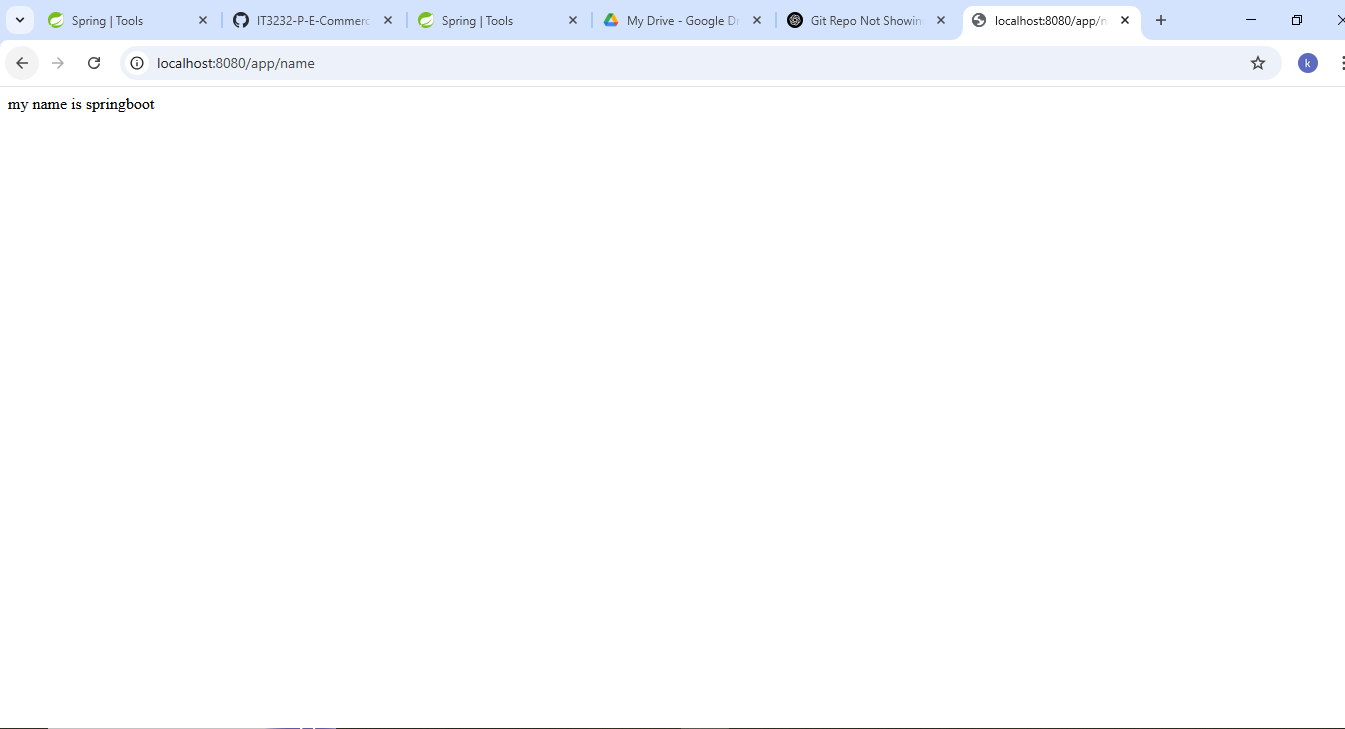 Spring | Tools
IT3232-P-E-Commerc
Spring | Tools
My Drive - Google Dr
Git Repo Not Showin
localhost:8080/app/n
localhost:8080/app/name
k
my name is springboot